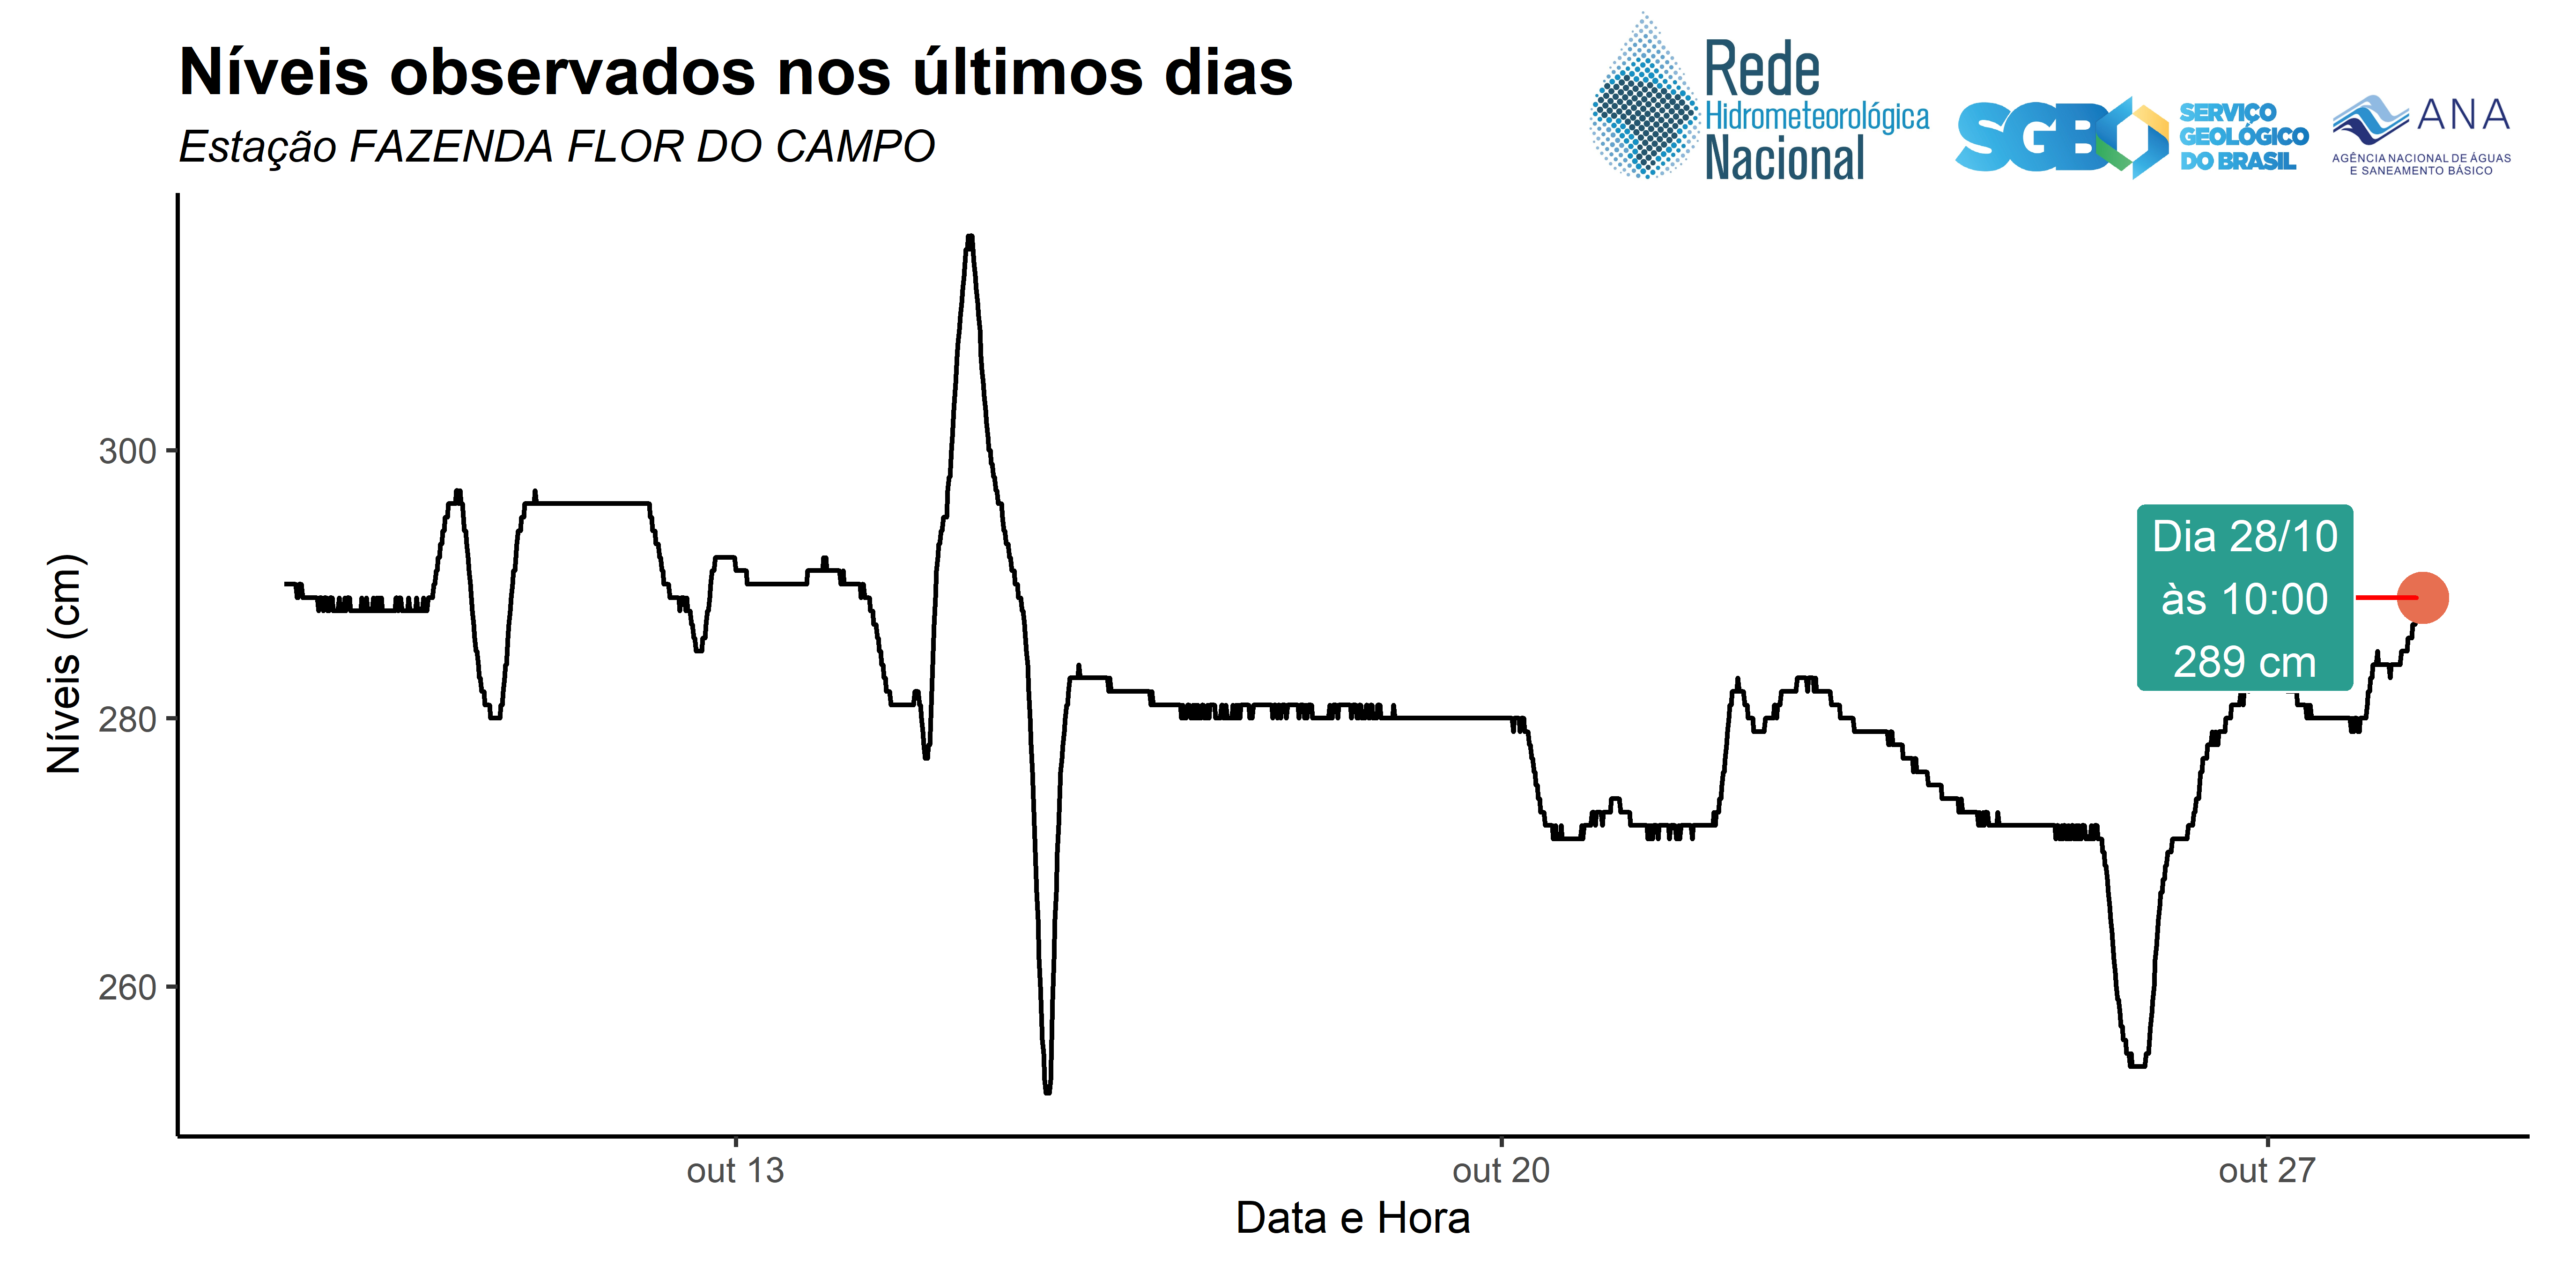 Níveis observados nos últimos dias
Estação FAZENDA FLOR DO CAMPO
Rede
Hidrometeorológica
Nacional
SGB
SERVIÇO
GEOLÓGICO
DO BRASIL
ANA
AGÊNCIA NACIONAL DE ÁGUAS
E SANEAMENTO BÁSICO
Níveis (cm)
300
280
260
Dia 28/10
às 10:00
289 cm
out 13
out 20
out 27
Data e Hora